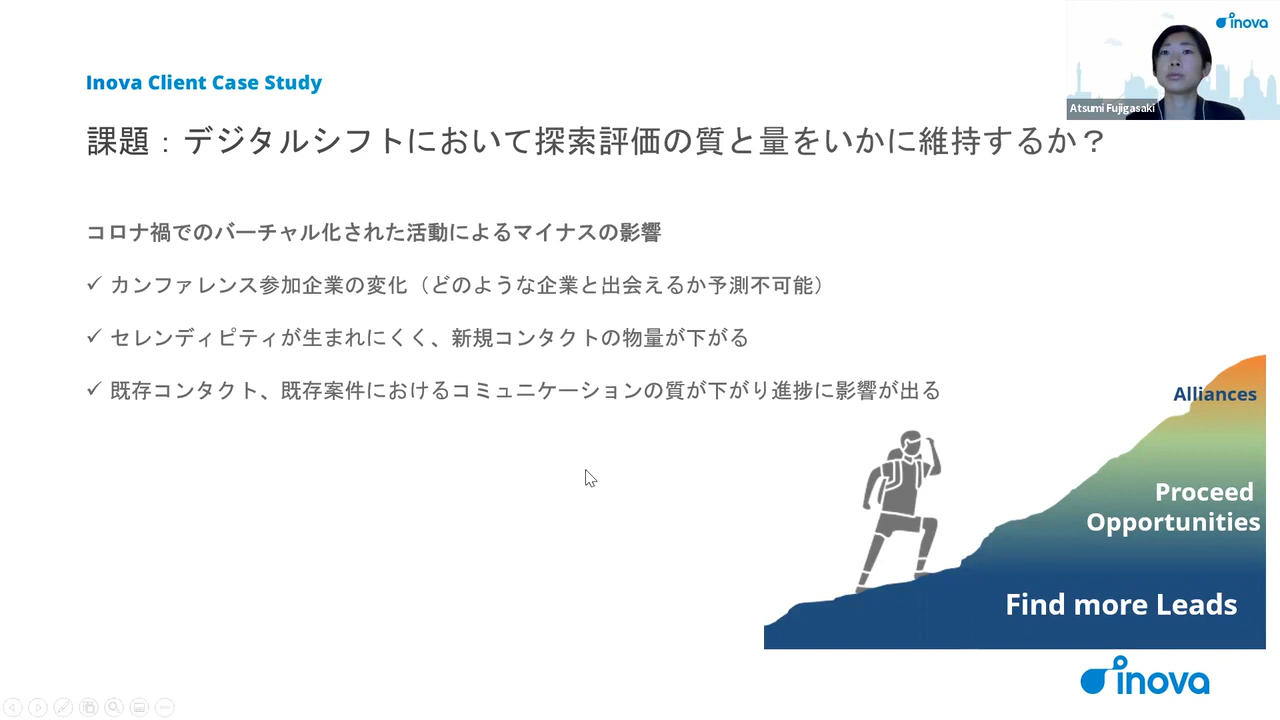 inova
Atsumi Fujigasaki
Inova Client Case Study
課題：デジタルシフトにおいて探索評価の質と量をいかに維持するか？
コロナ禍でのバーチャル化された活動によるマイナスの影響
✓ カンファレンス参加企業の変化（どのような企業と出会えるか予測不可能）
✓ セレンディピティが生まれにくく、新規コンタクトの物量が下がる
✓ 既存コンタクト、既存案件におけるコミュニケーションの質が下がり進捗に影響が出る
Alliances
Proceed
Opportunities
Find more Leads
inova